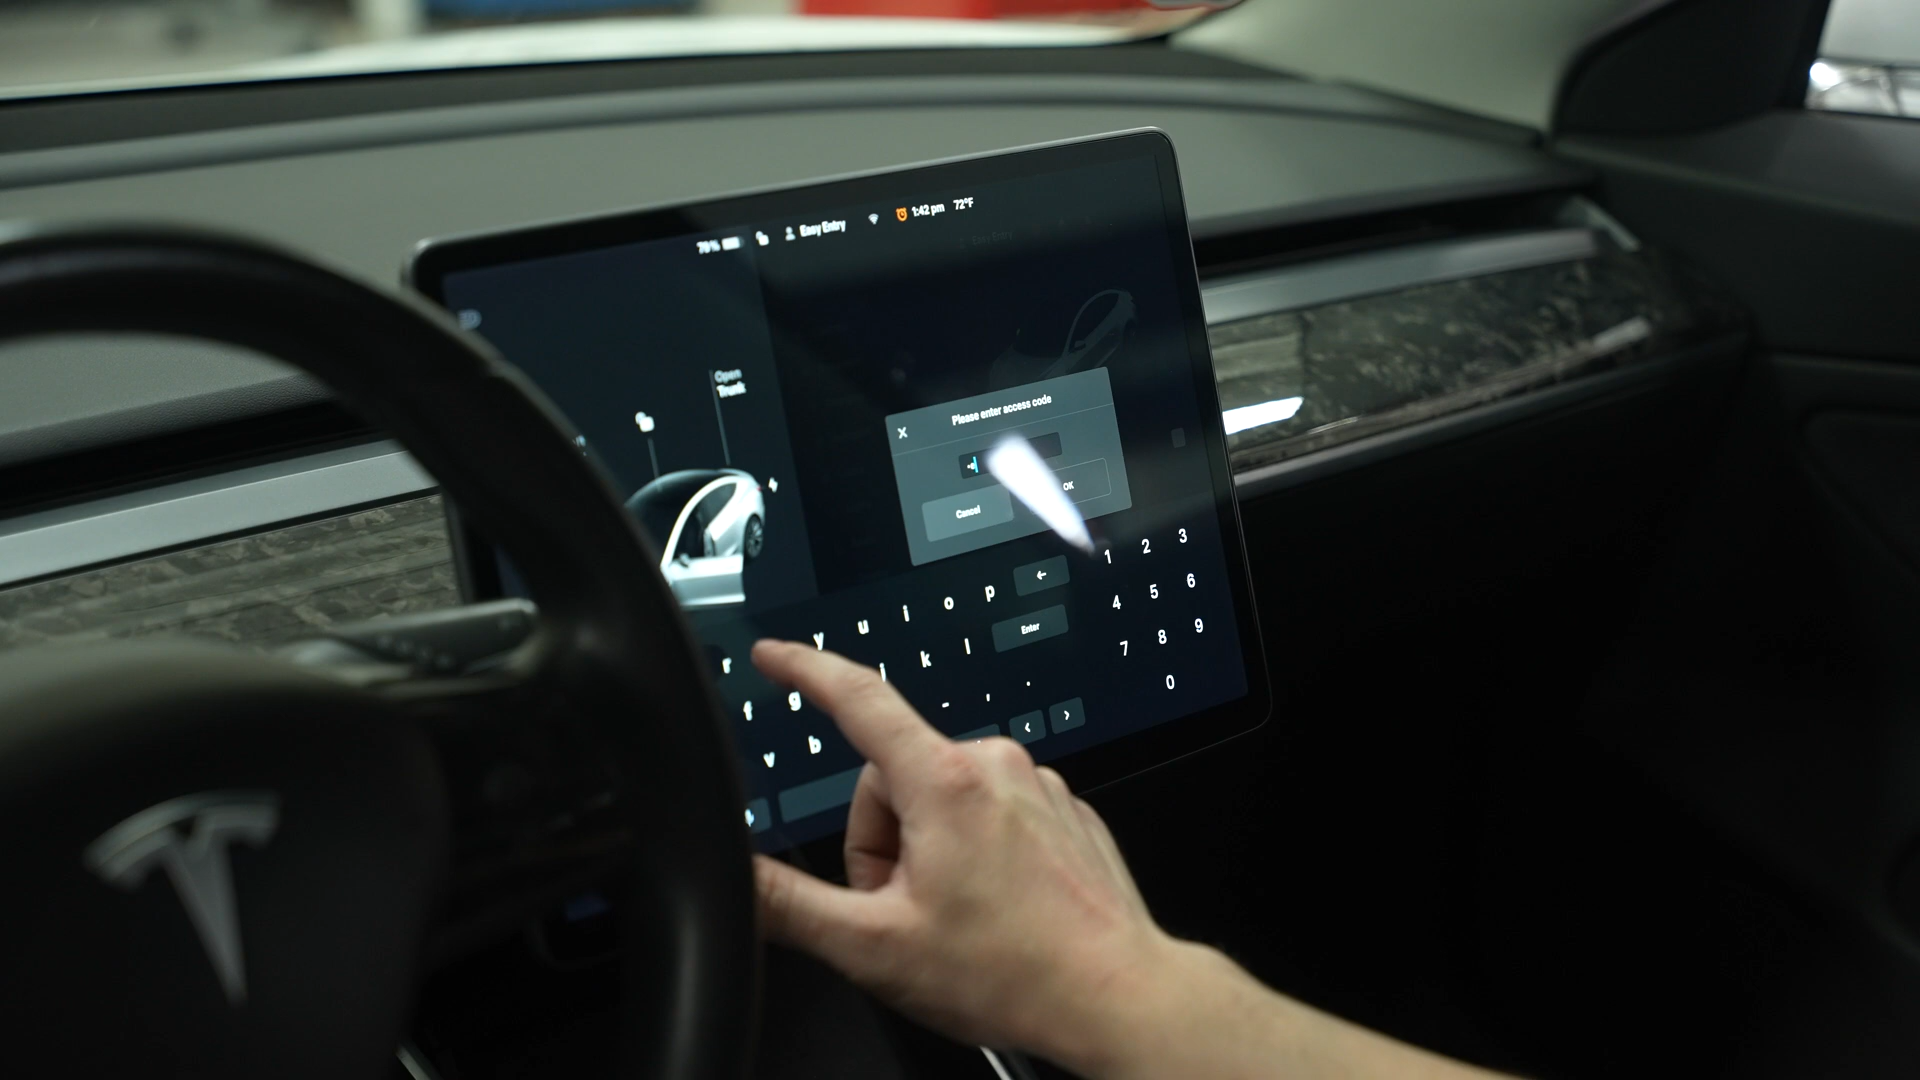 79%
Easy Entry
1:42 pm
72°F
Open
Trunk
Please enter access code
X
Cancel
OK
y u i o p ←
r
j k l Enter
f g
- , .
v b
< >
1 2 3
4 5 6
7 8 9
0